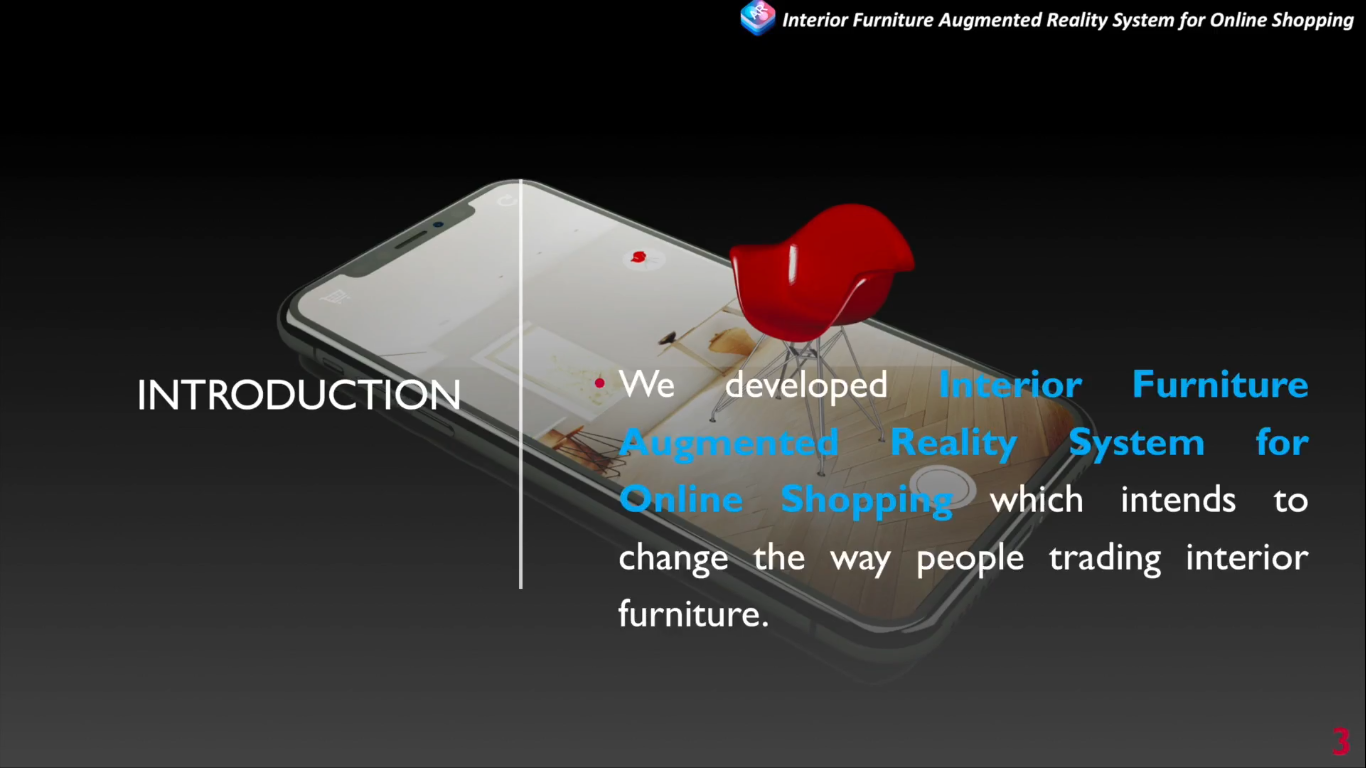 AR
Interior Furniture Augmented Reality System for Online Shopping
INTRODUCTION
• We developed Interior Furniture
Augmented Reality System for
Online Shopping which intends to
change the way people trading interior
furniture.
3